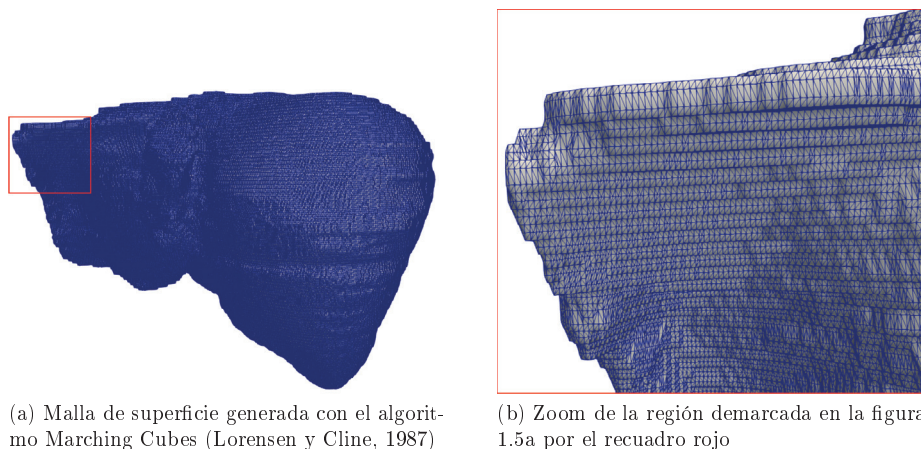 (a) Malla de superficie generada con el algorit-
mo Marching Cubes (Lorensen y Cline, 1987)
(b) Zoom de la región demarcada en la figura
1.5a por el recuadro rojo